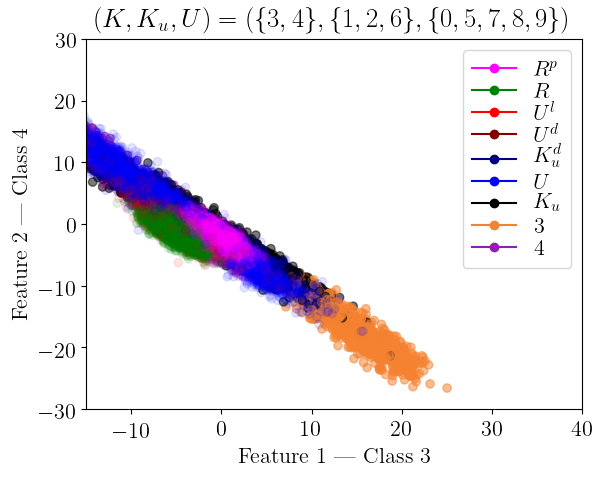 (K, K_u, U) = ({3, 4}, {1, 2, 6}, {0, 5, 7, 8, 9})
30
20
10
0
−10
−20
−30
−10
0
10
20
30
40
Feature 2 — Class 4
Feature 1 — Class 3
R^p
R
U^l
U^d
K_u^d
U
K_u
3
4